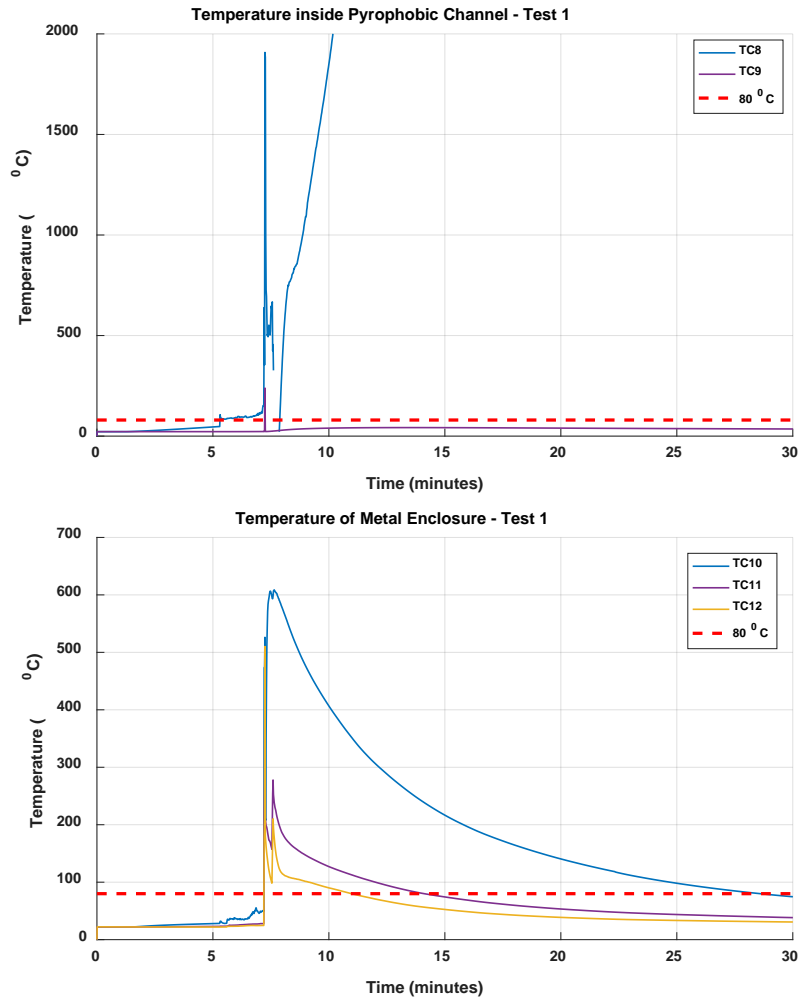 Temperature inside Pyrophobic Channel - Test 1
2000
1500
1000
500
0
Temperature ( ⁰C)
TC8
TC9
80 ⁰C
0 5 10 15 20 25 30
Time (minutes)
Temperature of Metal Enclosure - Test 1
700
600
500
400
300
200
100
0
Temperature ( ⁰C)
TC10
TC11
TC12
80 ⁰C
0 5 10 15 20 25 30
Time (minutes)